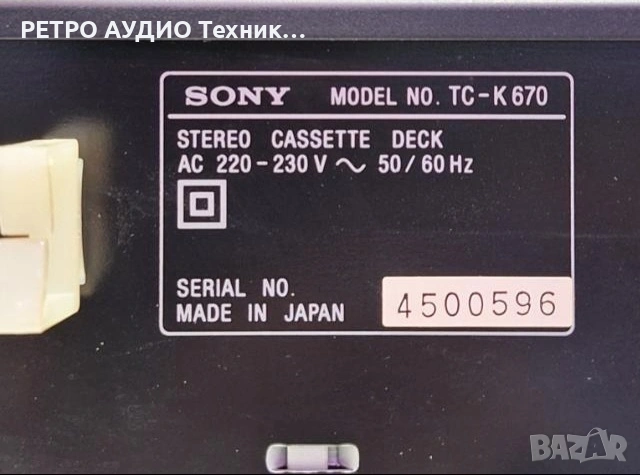 РЕТРО АУДИО Техник...
SONY MODEL NO. TC-K670
STEREO CASSETTE DECK
AC 220-230 V ~ 50/60 Hz
SERIAL NO. 4500596
MADE IN JAPAN
BAZAR